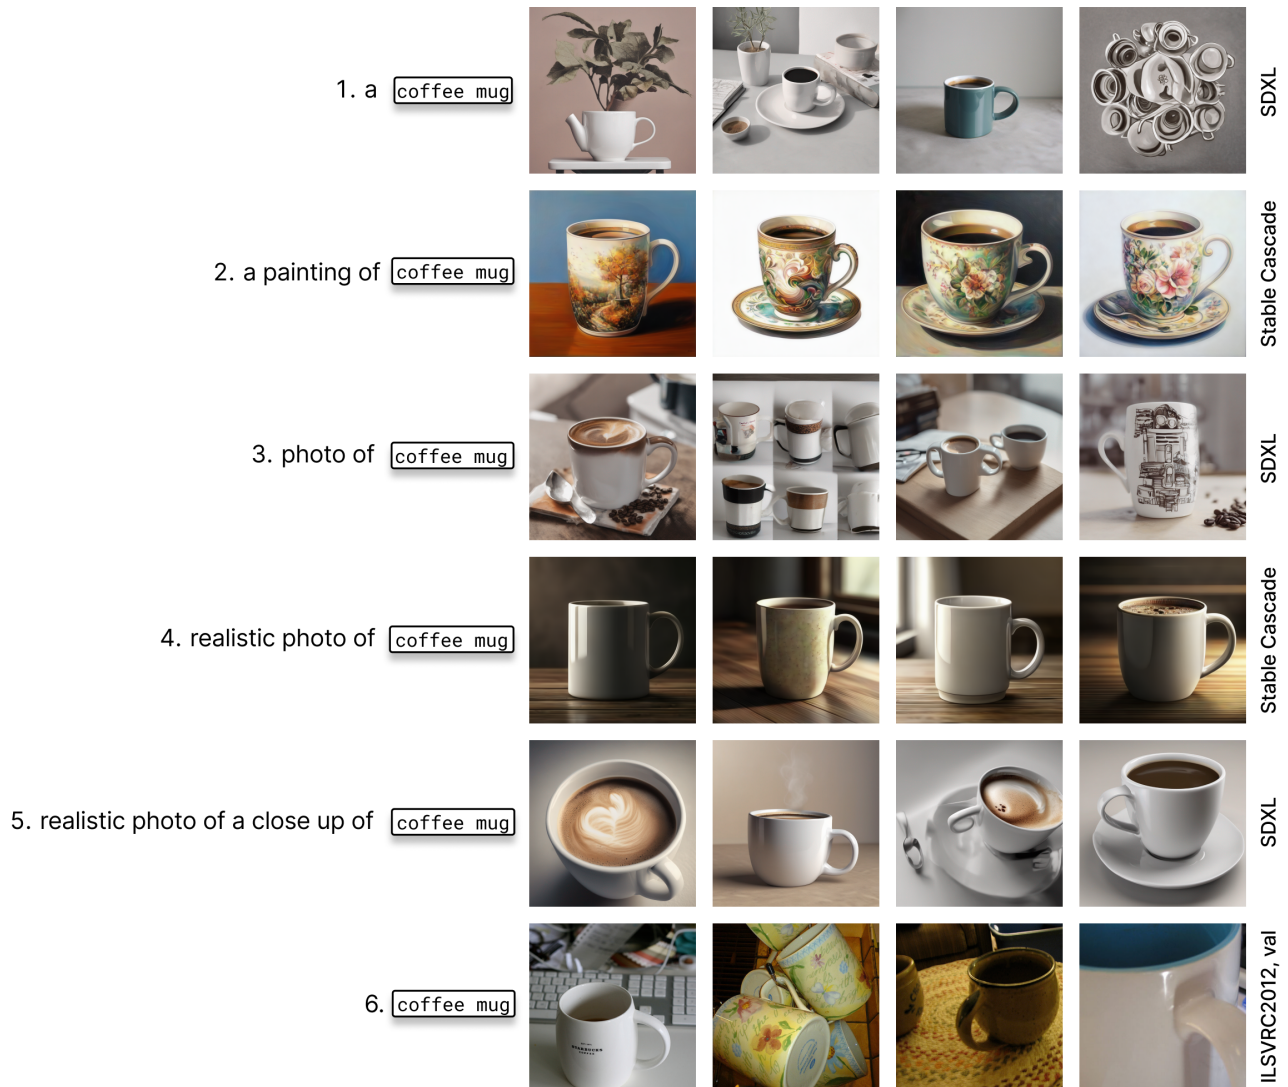 1. a coffee mug
SDXL
2. a painting of coffee mug
Stable Cascade
3. photo of coffee mug
SDXL
4. realistic photo of coffee mug
Stable Cascade
5. realistic photo of a close up of coffee mug
SDXL
6. coffee mug
STARBUCKS
COFFEE
ILSVRC2012, val